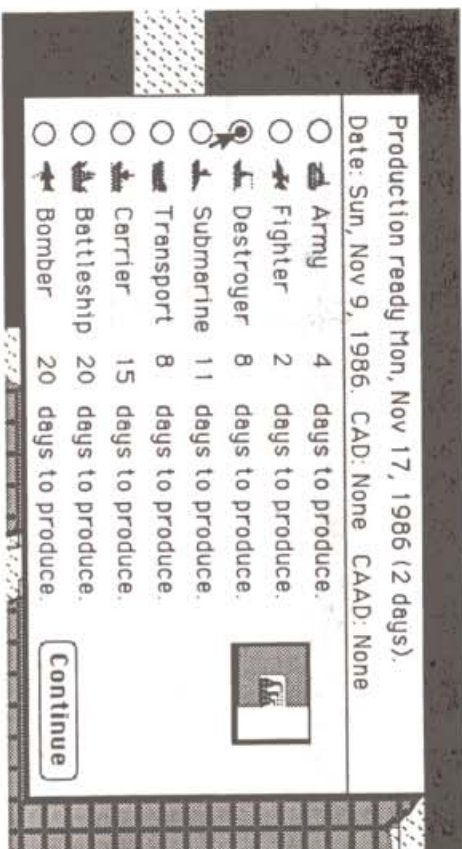 Production ready Mon, Nov 17, 1986 (2 days).
Date: Sun, Nov 9, 1986. CAD: None CAAD: None
Army 4 days to produce.
Fighter 2 days to produce.
Destroyer 8 days to produce.
Submarine 11 days to produce.
Transport 8 days to produce.
Carrier 15 days to produce.
Battleship 20 days to produce.
Bomber 20 days to produce.
Continue